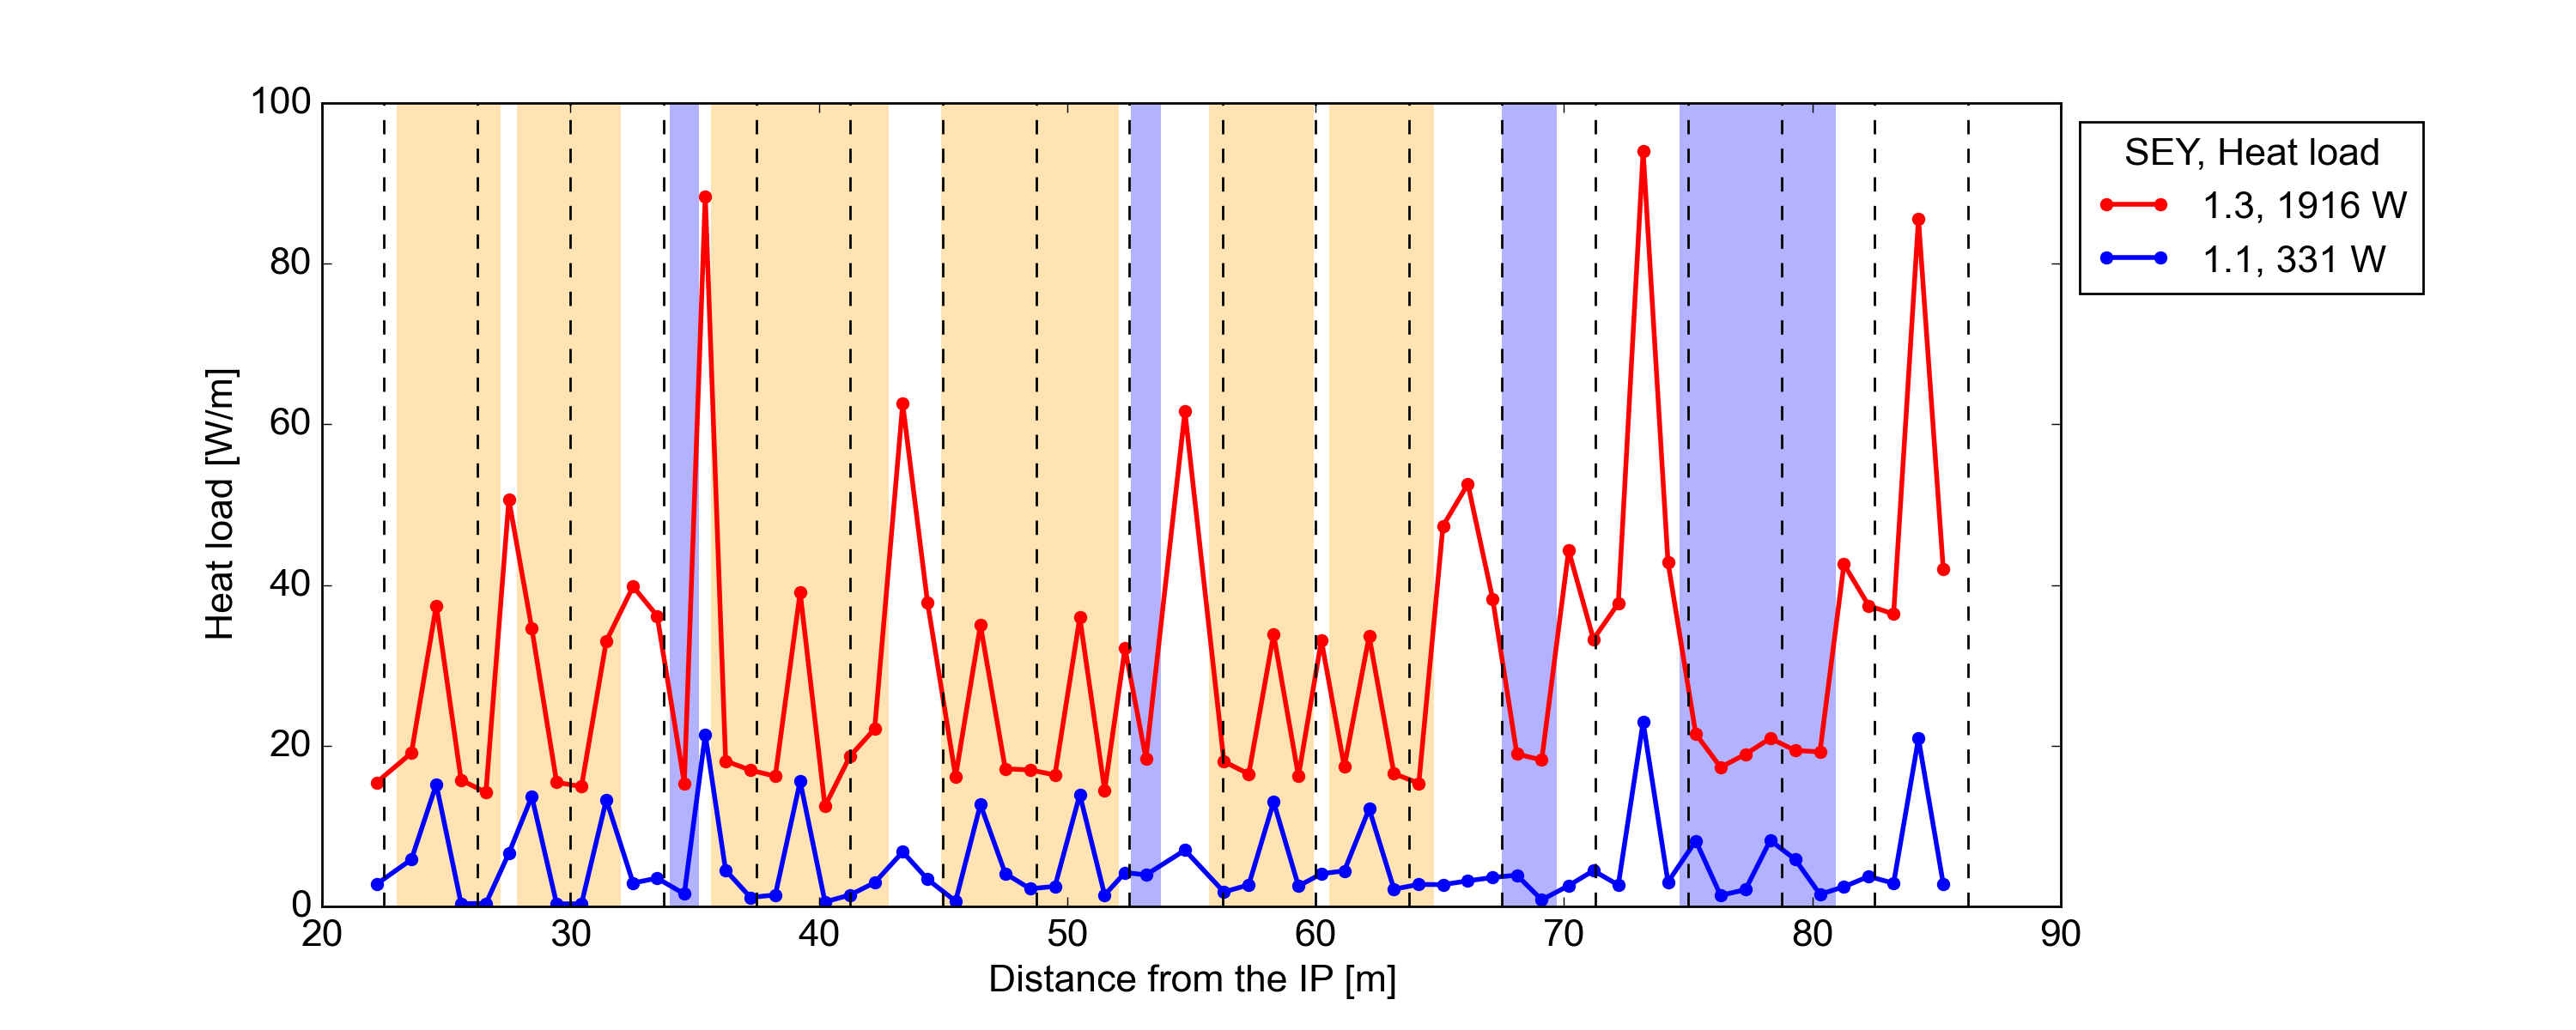 100
80
60
40
20
0
Heat load [W/m]
20 30 40 50 60 70 80 90
Distance from the IP [m]
SEY, Heat load
1.3, 1916 W
1.1, 331 W